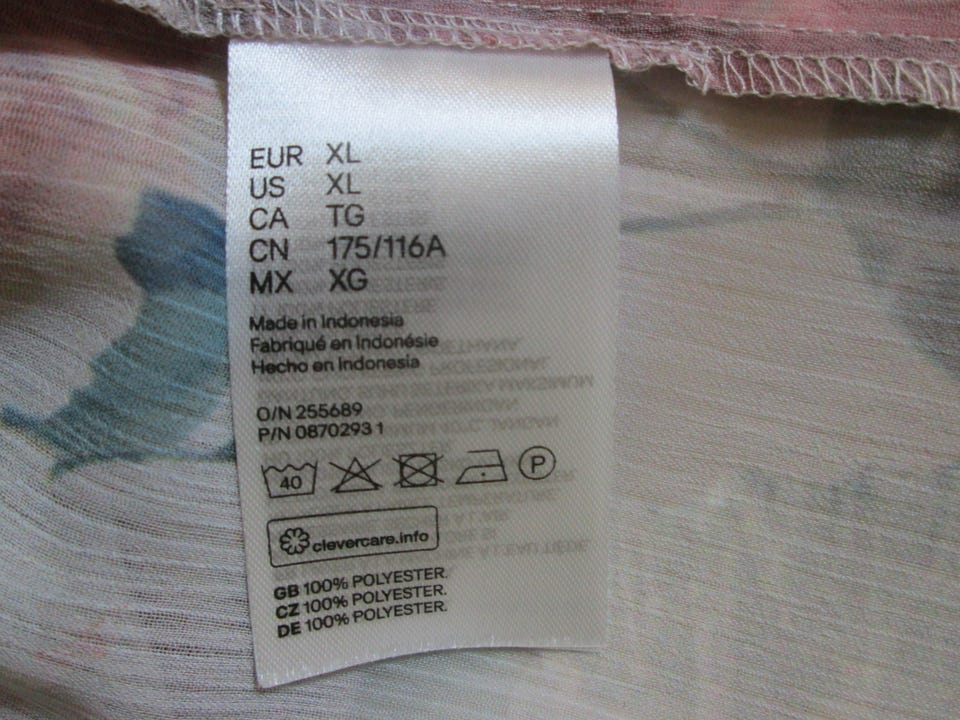 EUR XL
US XL
CA TG
CN 175/116A
MX XG
Made in Indonesia
Fabriqué en Indonésie
Hecho en Indonesia
O/N 255689
P/N 0870293 1
40 P
clevercare.info
GB 100% POLYESTER.
CZ 100% POLYESTER.
DE 100% POLYESTER.